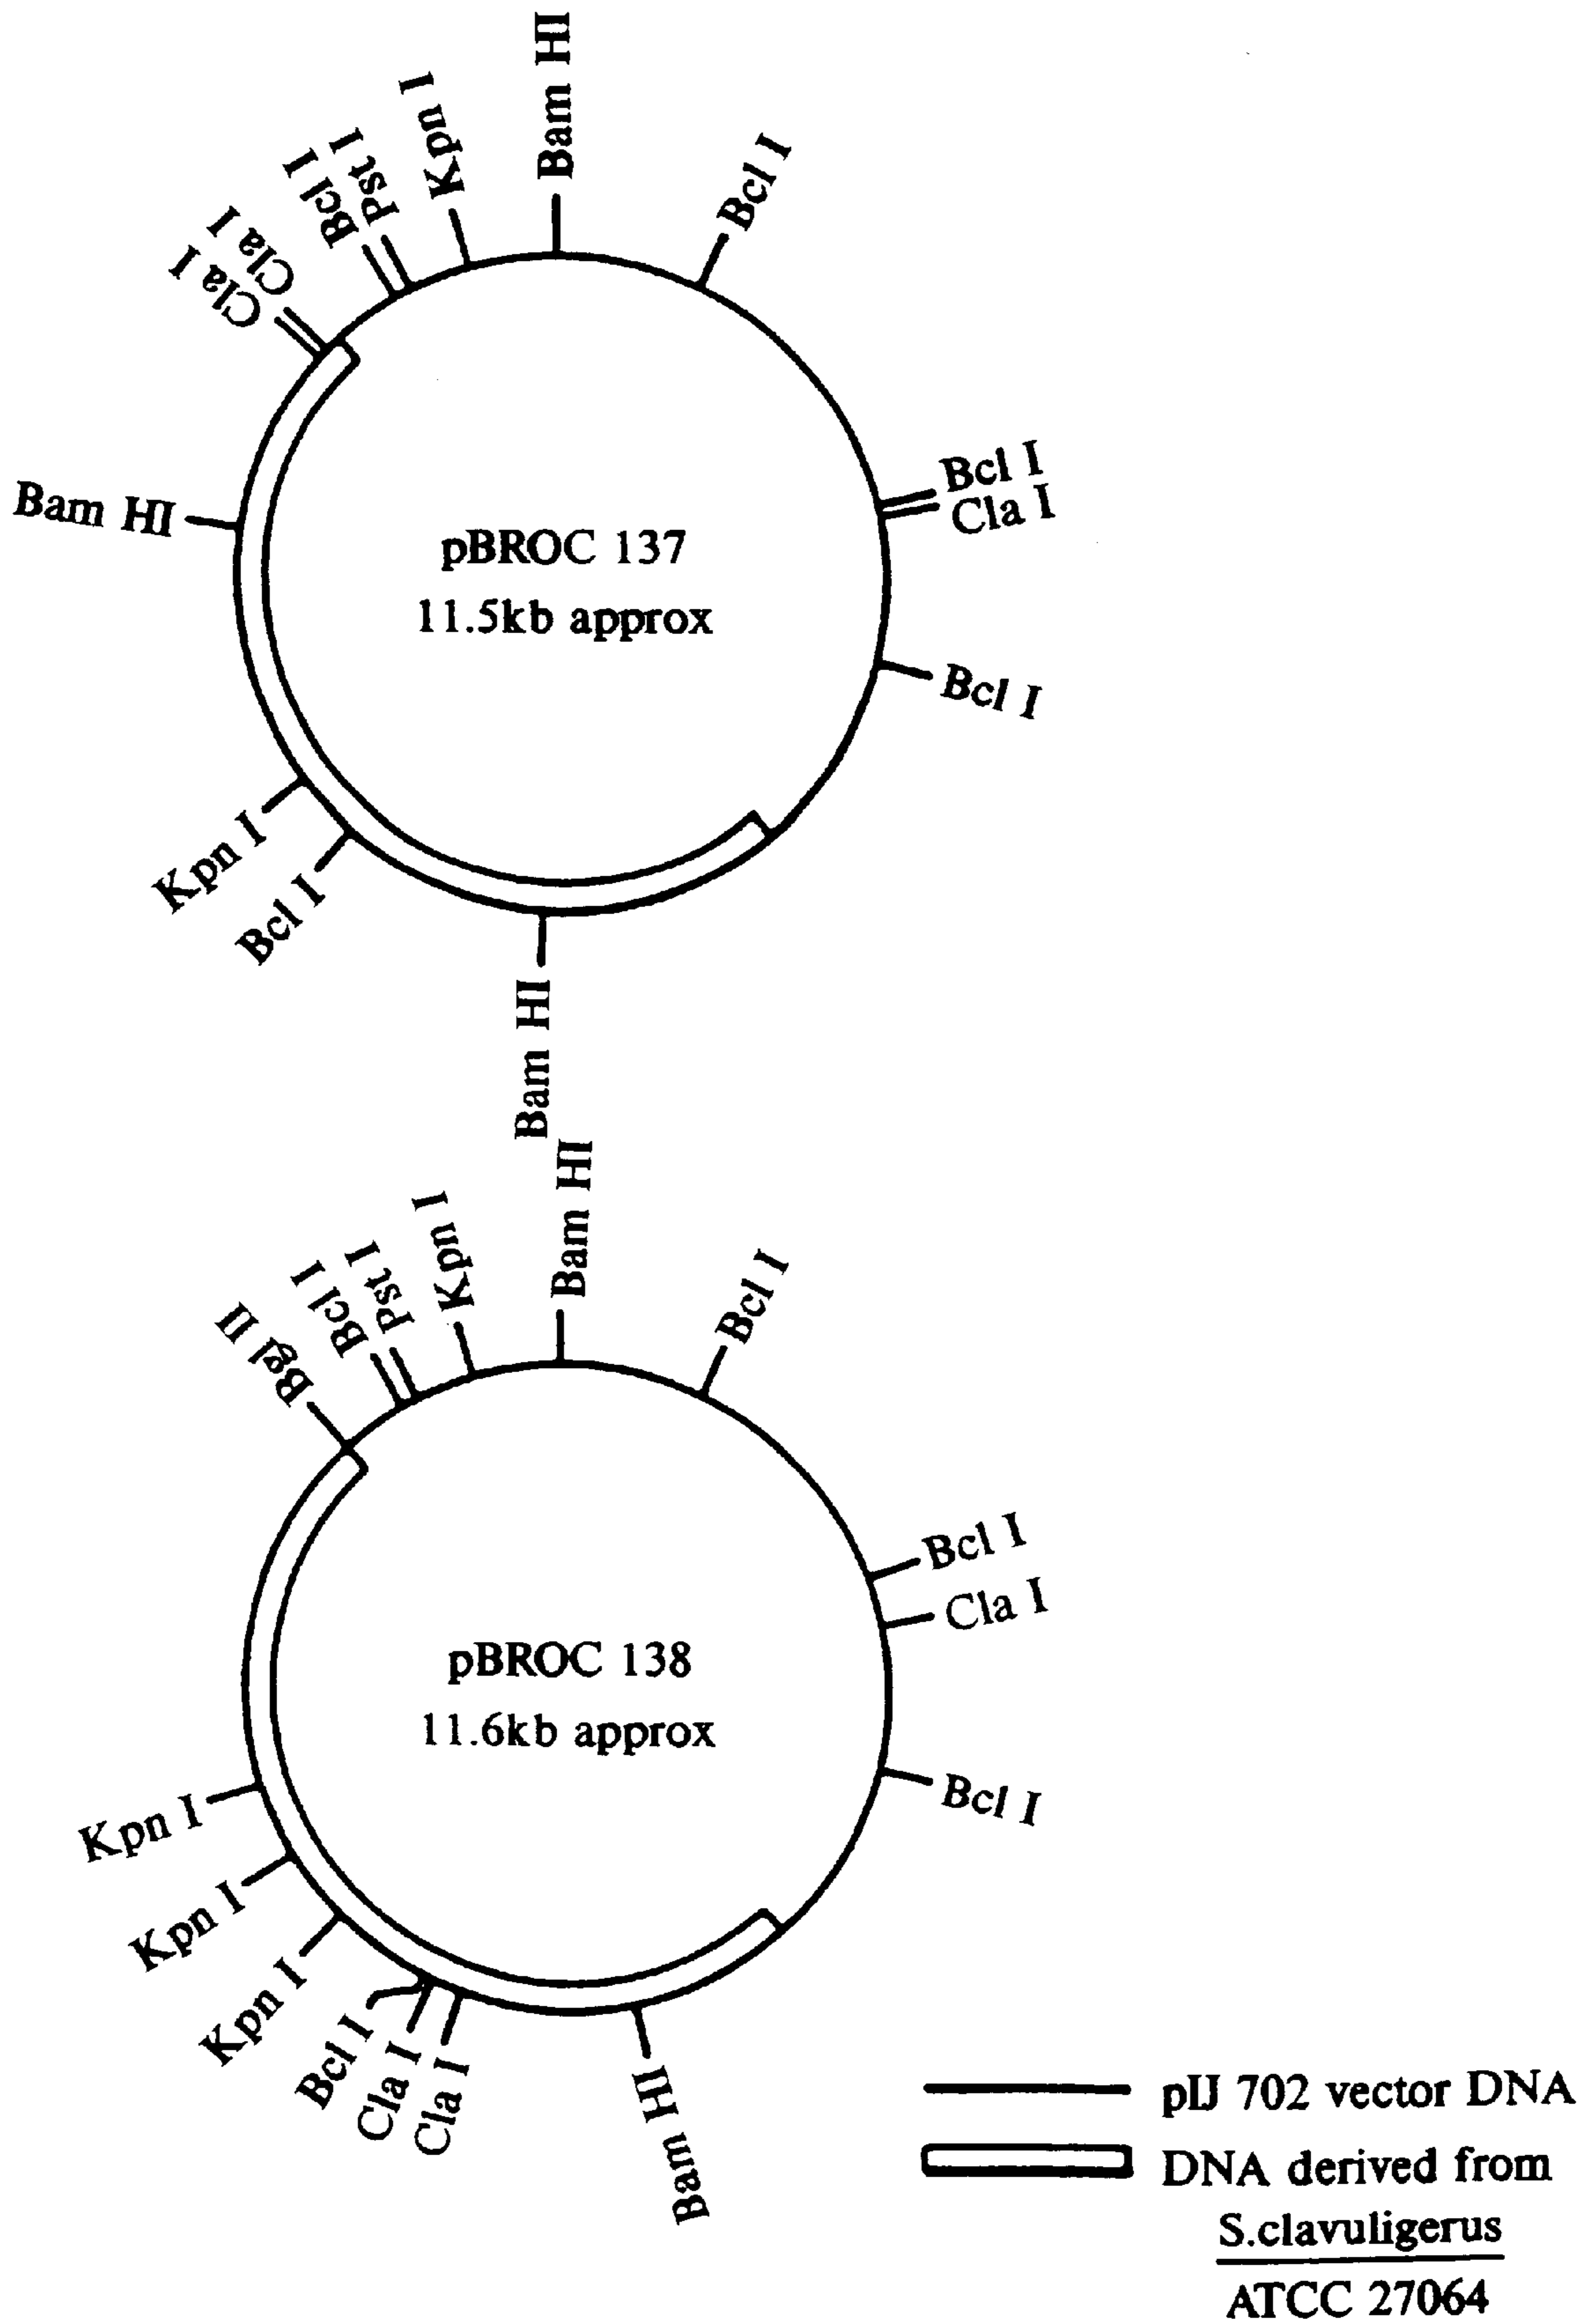 Bam HI
Bcl I
Kpn I
Pst I
Bcl I
Cla I
Cla I
Bcl I
Cla I
Bam HI
pBROC 137
11.5kb approx
Bcl I
Kpn I
Bcl I
Bam HI
Bam HI
Bcl I
Kpn I
Pst I
Bcl I
Bgl II
Bcl I
Cla I
pBROC 138
11.6kb approx
Bcl I
Kpn I
Kpn I
Kpn I
Bcl I
Cla I
Cla I
Bam HI
pIJ 702 vector DNA
DNA derived from
S.clavuligerus
ATCC 27064